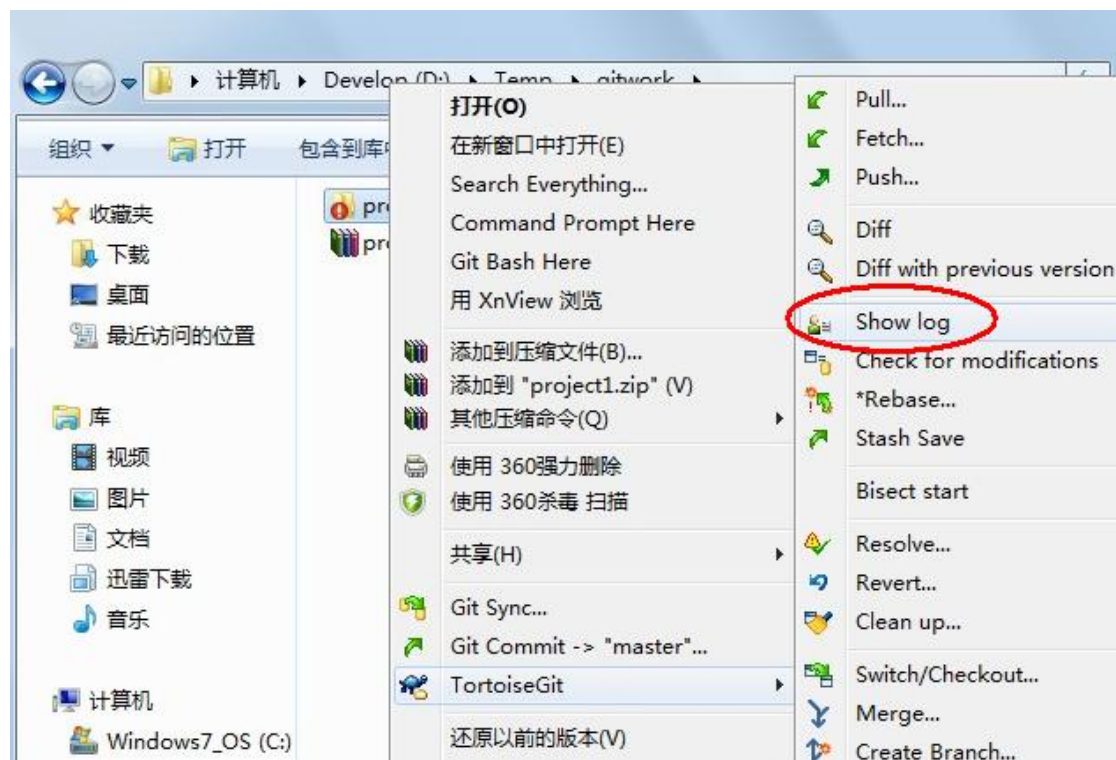 计算机 Develop (D:) Temp gitwork
组织 打开 包含到库
收藏夹
下载
桌面
最近访问的位置
库
视频
图片
文档
迅雷下载
音乐
计算机
Windows7_OS (C:)
打开(O)
在新窗口中打开(E)
Search Everything...
Command Prompt Here
Git Bash Here
用 XnView 浏览
添加到压缩文件(B)...
添加到 "project1.zip" (V)
其他压缩命令(Q)
使用 360强力删除
使用 360杀毒 扫描
共享(H)
Git Sync...
Git Commit -> "master"...
TortoiseGit
还原以前的版本(V)
Pull...
Fetch...
Push...
Diff
Diff with previous version
Show log
Check for modifications
*Rebase...
Stash Save
Bisect start
Resolve...
Revert...
Clean up...
Switch/Checkout...
Merge...
Create Branch...